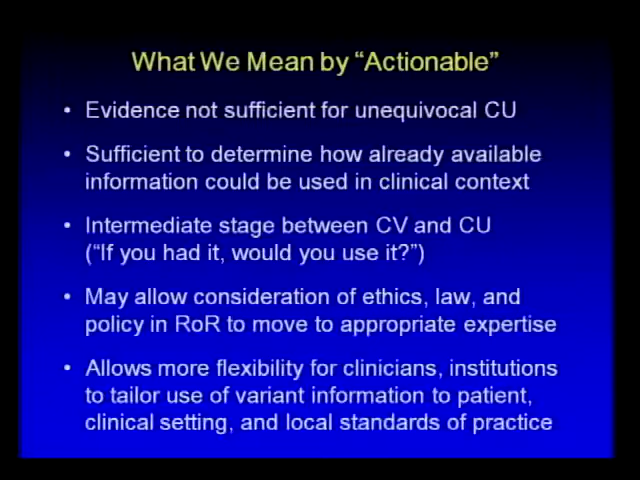 What We Mean by “Actionable”
• Evidence not sufficient for unequivocal CU
• Sufficient to determine how already available
information could be used in clinical context
• Intermediate stage between CV and CU
(“If you had it, would you use it?”)
• May allow consideration of ethics, law, and
policy in RoR to move to appropriate expertise
• Allows more flexibility for clinicians, institutions
to tailor use of variant information to patient,
clinical setting, and local standards of practice